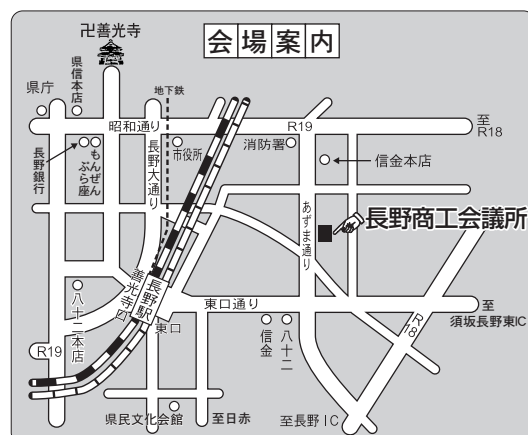 卍善光寺
会場案内
県庁
県信本店
地下鉄
昭和通り
R19
至
R18
長野銀行
もんぜん
ぷら座
長野大通り
市役所
消防署
信金本店
あずま通り
長野商工会議所
善光寺口
長野駅
東口
東口通り
八十二本店
信金
八十二
R18
至
須坂長野東IC
R19
県民文化会館
至日赤
至長野IC